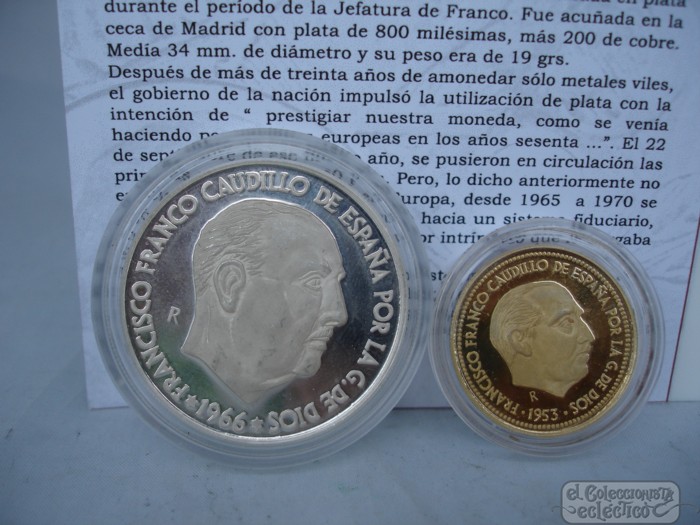 durante el período de la Jefatura de Franco. Fue acuñada en la
ceca de Madrid con plata de 800 milésimas, más 200 de cobre.
Medía 34 mm. de diámetro y su peso era de 19 grs.
Después de más de treinta años de amonedar sólo metales viles,
el gobierno de la nación impulsó la utilización de plata con la
intención de “ prestigiar nuestra moneda, como se venía
haciendo europeas en los años sesenta ...”. El 22
de año, se pusieron en circulación las
Pero, lo dicho anteriormente no
desde 1965 a 1970 se
hacia un fiduciario,
que
FRANCISCO FRANCO CAUDILLO DE ESPAÑA POR LA G. DE DIOS
R
*1966*
FRANCISCO FRANCO CAUDILLO DE ESPAÑA POR LA G. DE DIOS
R
· 1953 ·
el Coleccionista
ecléctico